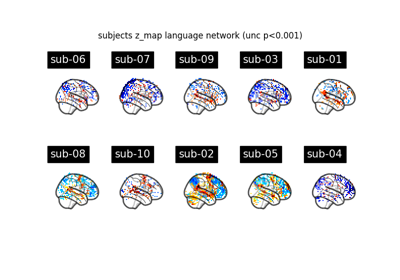 subjects z_map language network (unc p<0.001)
sub-06 sub-07 sub-09 sub-03 sub-01
sub-08 sub-10 sub-02 sub-05 sub-04